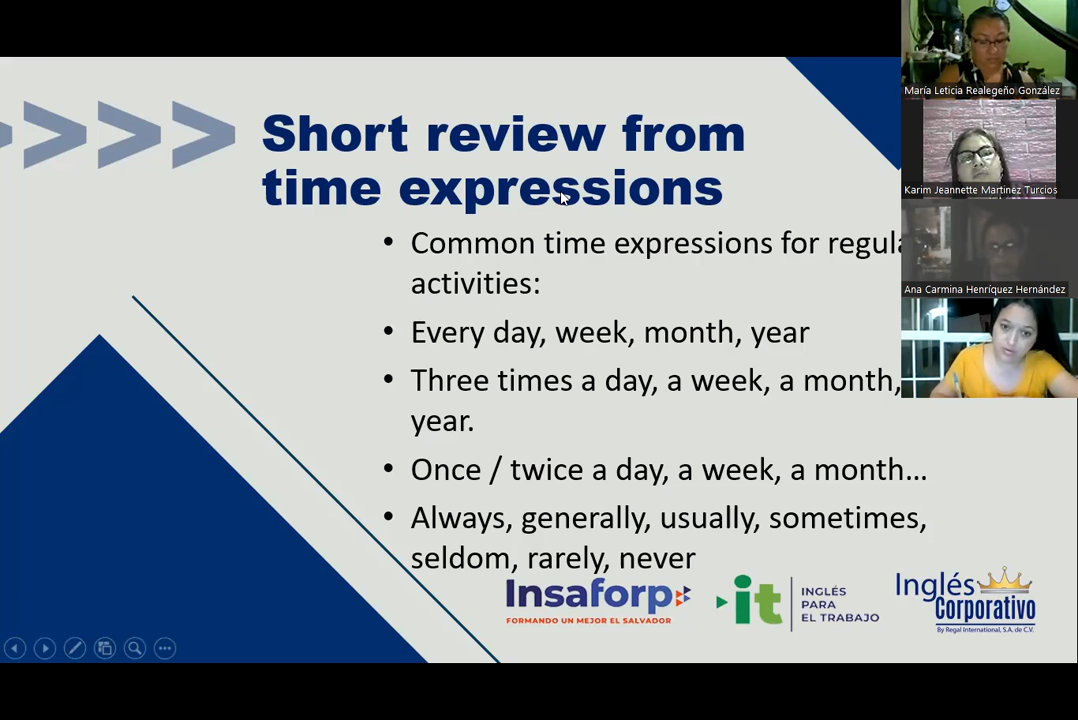 Short review from
time expressions
• Common time expressions for regula
activities:
• Every day, week, month, year
• Three times a day, a week, a month,
year.
• Once / twice a day, a week, a month…
• Always, generally, usually, sometimes,
seldom, rarely, never
Insaforp
FORMANDO UN MEJOR EL SALVADOR
it
INGLÉS
PARA
EL TRABAJO
Inglés
Corporativo
By Regal International, S.A. de C.V.
María Leticia Realegeño González
Karim Jeannette Martinez Turcios
Ana Carmina Henríquez Hernández